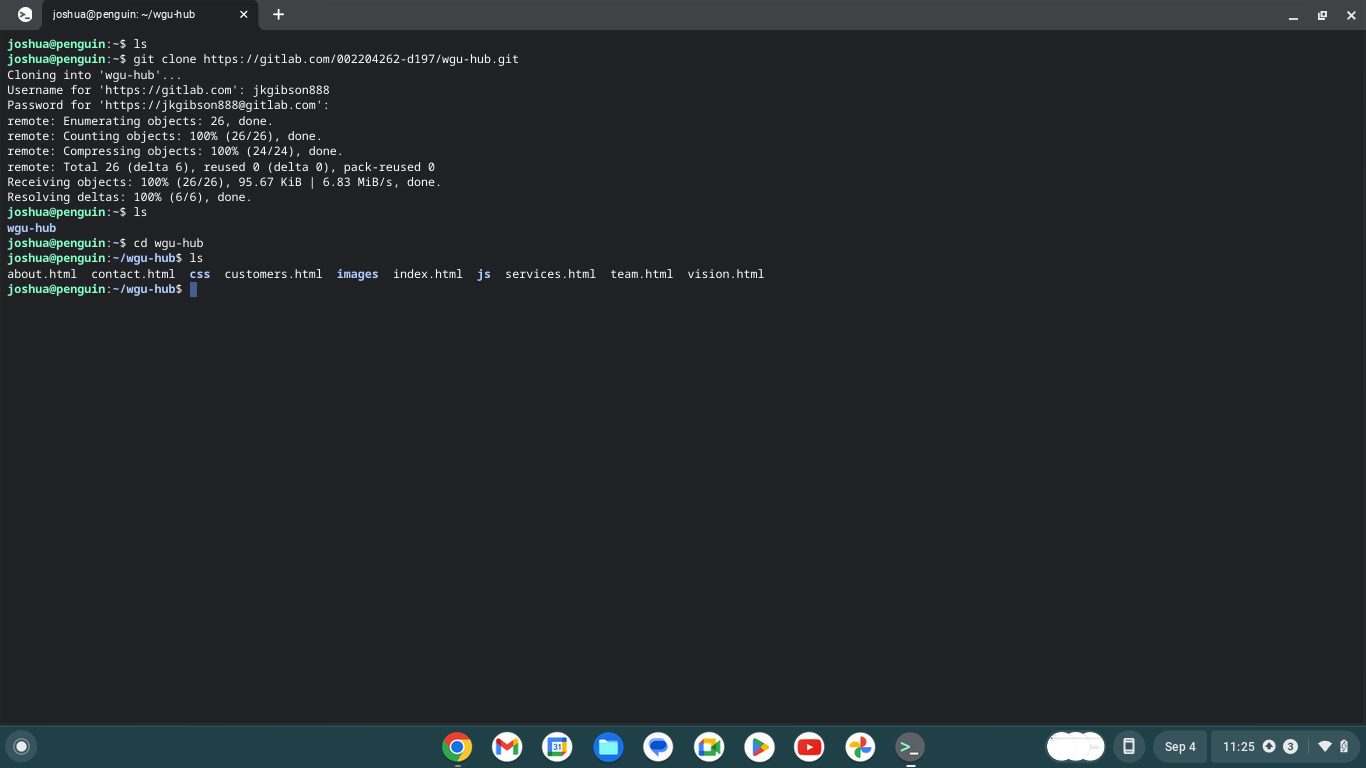 joshua@penguin: ~/wgu-hub
joshua@penguin:~$ ls
joshua@penguin:~$ git clone https://gitlab.com/002204262-d197/wgu-hub.git
Cloning into 'wgu-hub'...
Username for 'https://gitlab.com': jkgibson888
Password for 'https://jkgibson888@gitlab.com':
remote: Enumerating objects: 26, done.
remote: Counting objects: 100% (26/26), done.
remote: Compressing objects: 100% (24/24), done.
remote: Total 26 (delta 6), reused 0 (delta 0), pack-reused 0
Receiving objects: 100% (26/26), 95.67 KiB | 6.83 MiB/s, done.
Resolving deltas: 100% (6/6), done.
joshua@penguin:~$ ls
wgu-hub
joshua@penguin:~$ cd wgu-hub
joshua@penguin:~/wgu-hub$ ls
about.html  contact.html  css  customers.html  images  index.html  js  services.html  team.html  vision.html
joshua@penguin:~/wgu-hub$
31
Sep 4
11:25
3